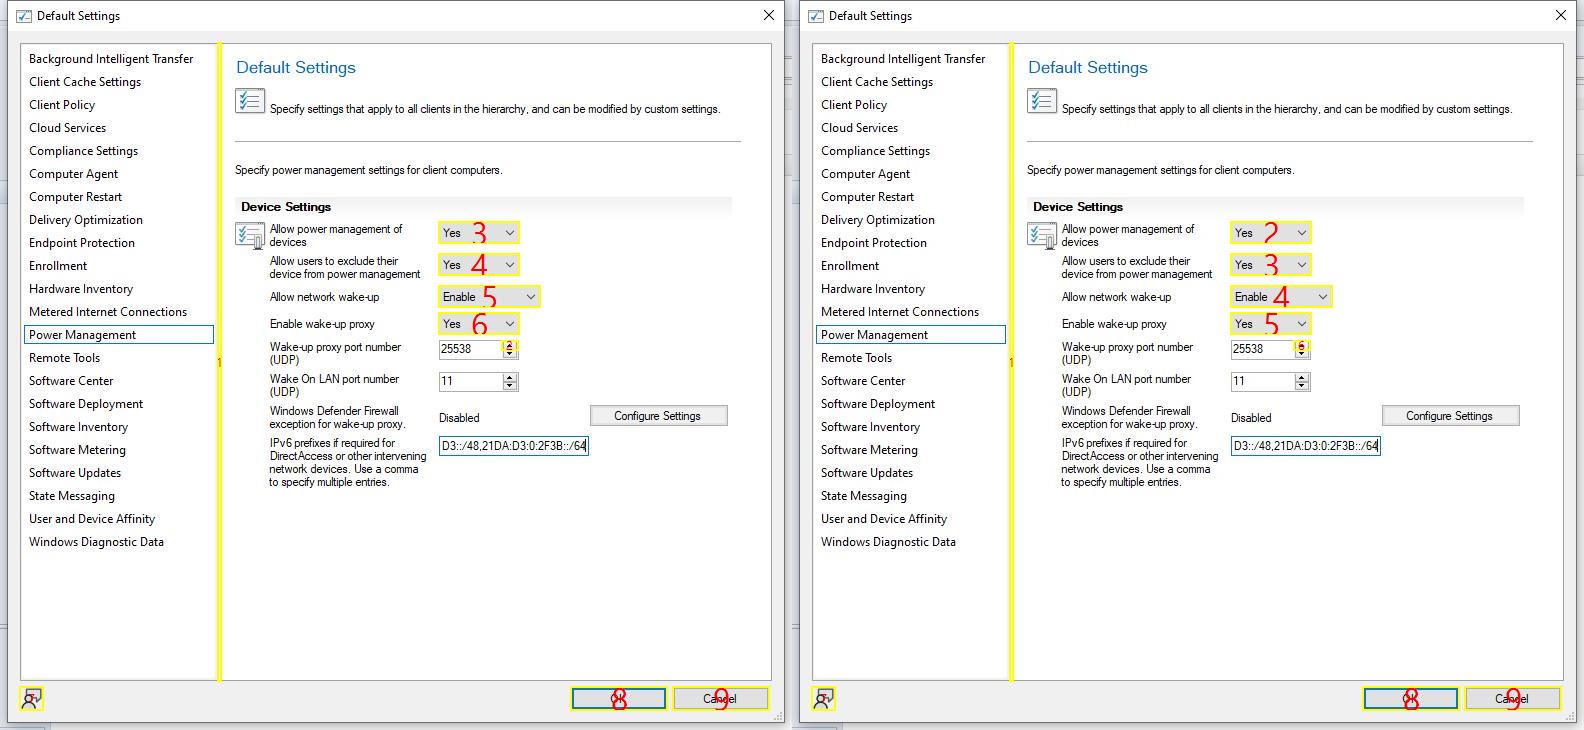 Default Settings
Background Intelligent Transfer
Client Cache Settings
Client Policy
Cloud Services
Compliance Settings
Computer Agent
Computer Restart
Delivery Optimization
Endpoint Protection
Enrollment
Hardware Inventory
Metered Internet Connections
Power Management
Remote Tools
Software Center
Software Deployment
Software Inventory
Software Metering
Software Updates
State Messaging
User and Device Affinity
Windows Diagnostic Data
1
Default Settings
Specify settings that apply to all clients in the hierarchy, and can be modified by custom settings.
Specify power management settings for client computers.
Device Settings
Allow power management of
devices
Yes 3
Allow users to exclude their
device from power management
Yes 4
Allow network wake-up
Enable 5
Enable wake-up proxy
Yes 6
Wake-up proxy port number
(UDP)
25538 2
Wake On LAN port number
(UDP)
11
Windows Defender Firewall
exception for wake-up proxy.
Disabled
Configure Settings
IPv6 prefixes if required for
DirectAccess or other intervening
network devices. Use a comma
to specify multiple entries.
D3::/48,21DA:D3:0:2F3B::/64
8
Cancel 9
Default Settings
Background Intelligent Transfer
Client Cache Settings
Client Policy
Cloud Services
Compliance Settings
Computer Agent
Computer Restart
Delivery Optimization
Endpoint Protection
Enrollment
Hardware Inventory
Metered Internet Connections
Power Management
Remote Tools
Software Center
Software Deployment
Software Inventory
Software Metering
Software Updates
State Messaging
User and Device Affinity
Windows Diagnostic Data
1
Default Settings
Specify settings that apply to all clients in the hierarchy, and can be modified by custom settings.
Specify power management settings for client computers.
Device Settings
Allow power management of
devices
Yes 2
Allow users to exclude their
device from power management
Yes 3
Allow network wake-up
Enable 4
Enable wake-up proxy
Yes 5
Wake-up proxy port number
(UDP)
25538 6
Wake On LAN port number
(UDP)
11
Windows Defender Firewall
exception for wake-up proxy.
Disabled
Configure Settings
IPv6 prefixes if required for
DirectAccess or other intervening
network devices. Use a comma
to specify multiple entries.
D3::/48,21DA:D3:0:2F3B::/64
8
Cancel 9